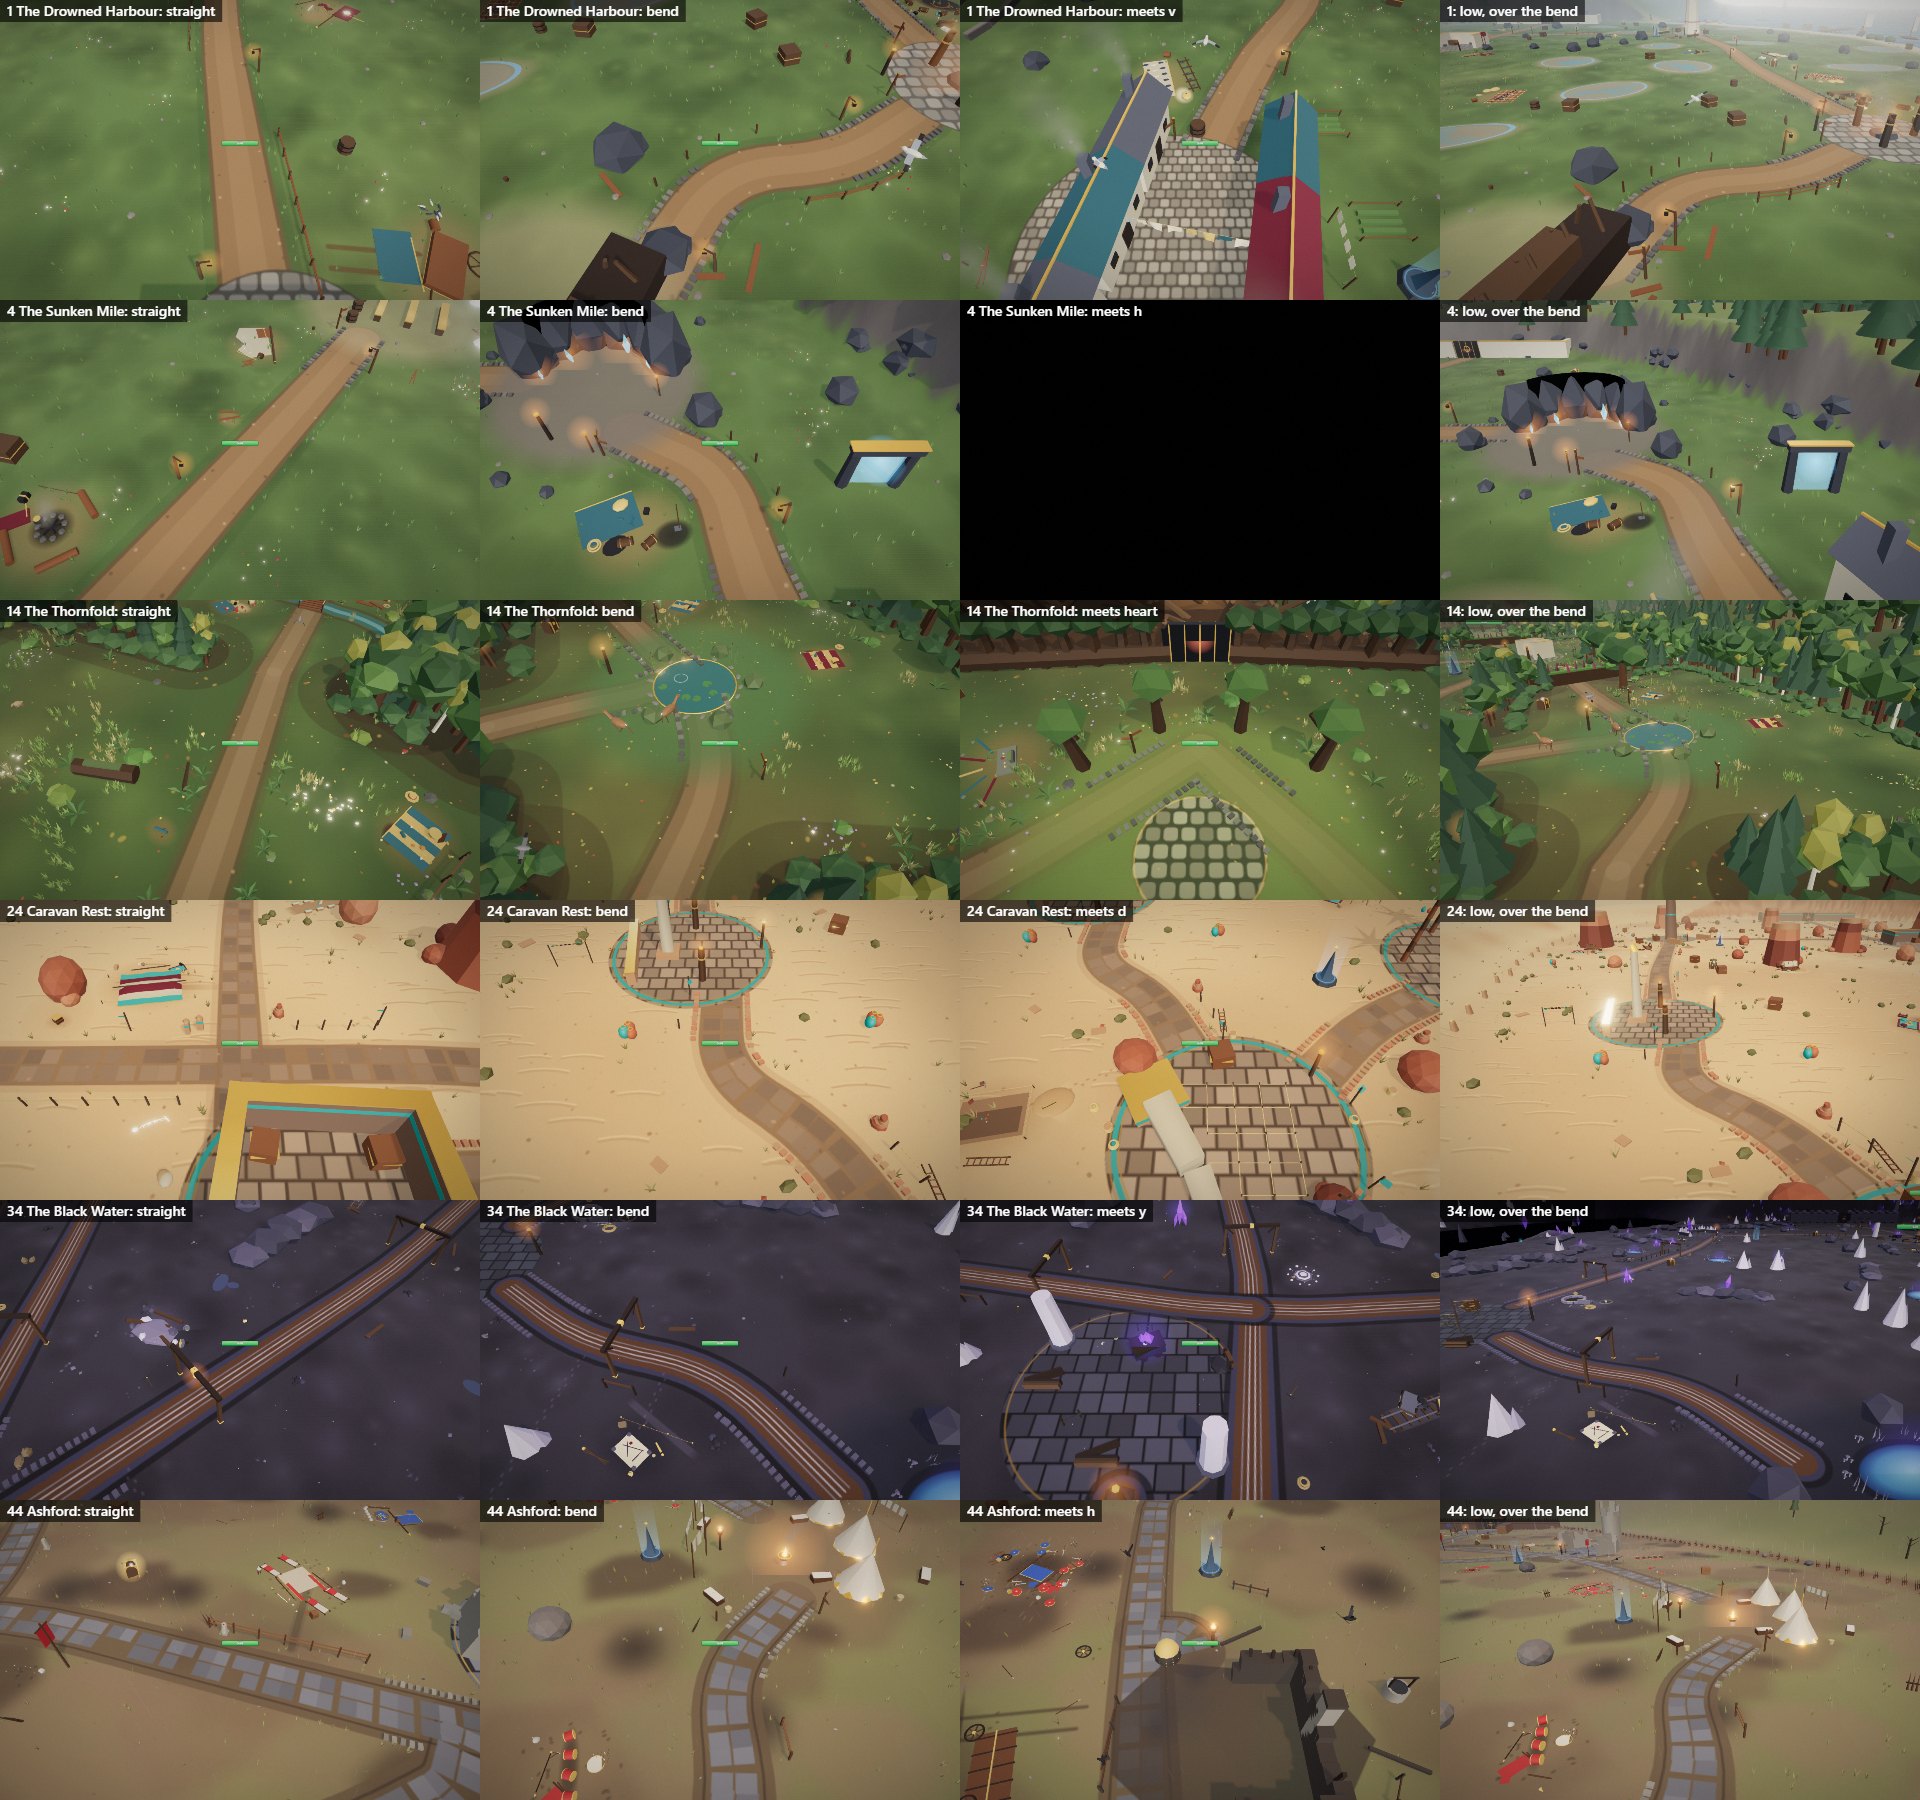 1 The Drowned Harbour: straight
1 The Drowned Harbour: bend
1 The Drowned Harbour: meets v
1: low, over the bend
4 The Sunken Mile: straight
4 The Sunken Mile: bend
4 The Sunken Mile: meets h
4: low, over the bend
14 The Thornfold: straight
14 The Thornfold: bend
14 The Thornfold: meets heart
14: low, over the bend
24 Caravan Rest: straight
24 Caravan Rest: bend
24 Caravan Rest: meets d
24: low, over the bend
34 The Black Water: straight
34 The Black Water: bend
34 The Black Water: meets y
34: low, over the bend
44 Ashford: straight
44 Ashford: bend
44 Ashford: meets h
44: low, over the bend